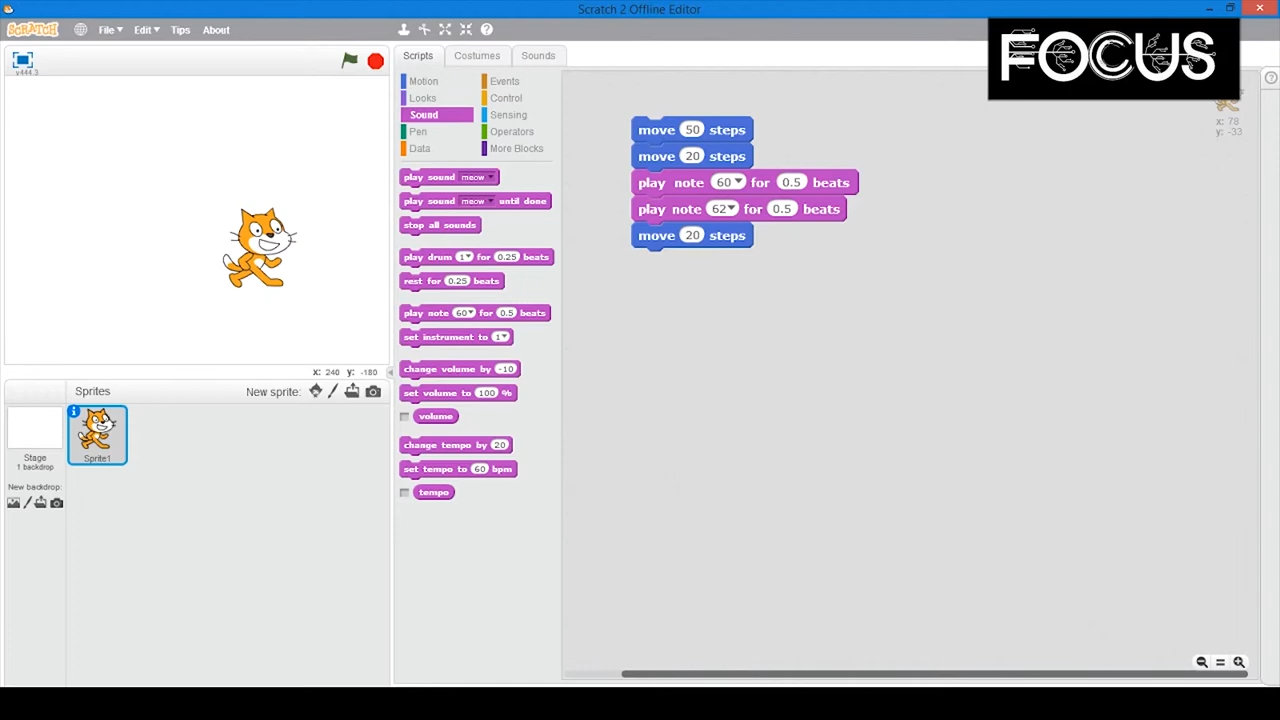 Scratch 2 Offline Editor
SCRATCH File Edit Tips About
FOCUS
v444.3
Scripts Costumes Sounds
Motion Events
Looks Control
Sound Sensing
Pen Operators
Data More Blocks
play sound meow
play sound meow until done
stop all sounds
play drum 1 for 0.25 beats
rest for 0.25 beats
play note 60 for 0.5 beats
set instrument to 1
change volume by -10
set volume to 100 %
volume
change tempo by 20
set tempo to 60 bpm
tempo
move 50 steps
move 20 steps
play note 60 for 0.5 beats
play note 62 for 0.5 beats
move 20 steps
x: 78
y: -33
x: 240 y: -180
Sprites New sprite:
Stage
1 backdrop
New backdrop:
Sprite1